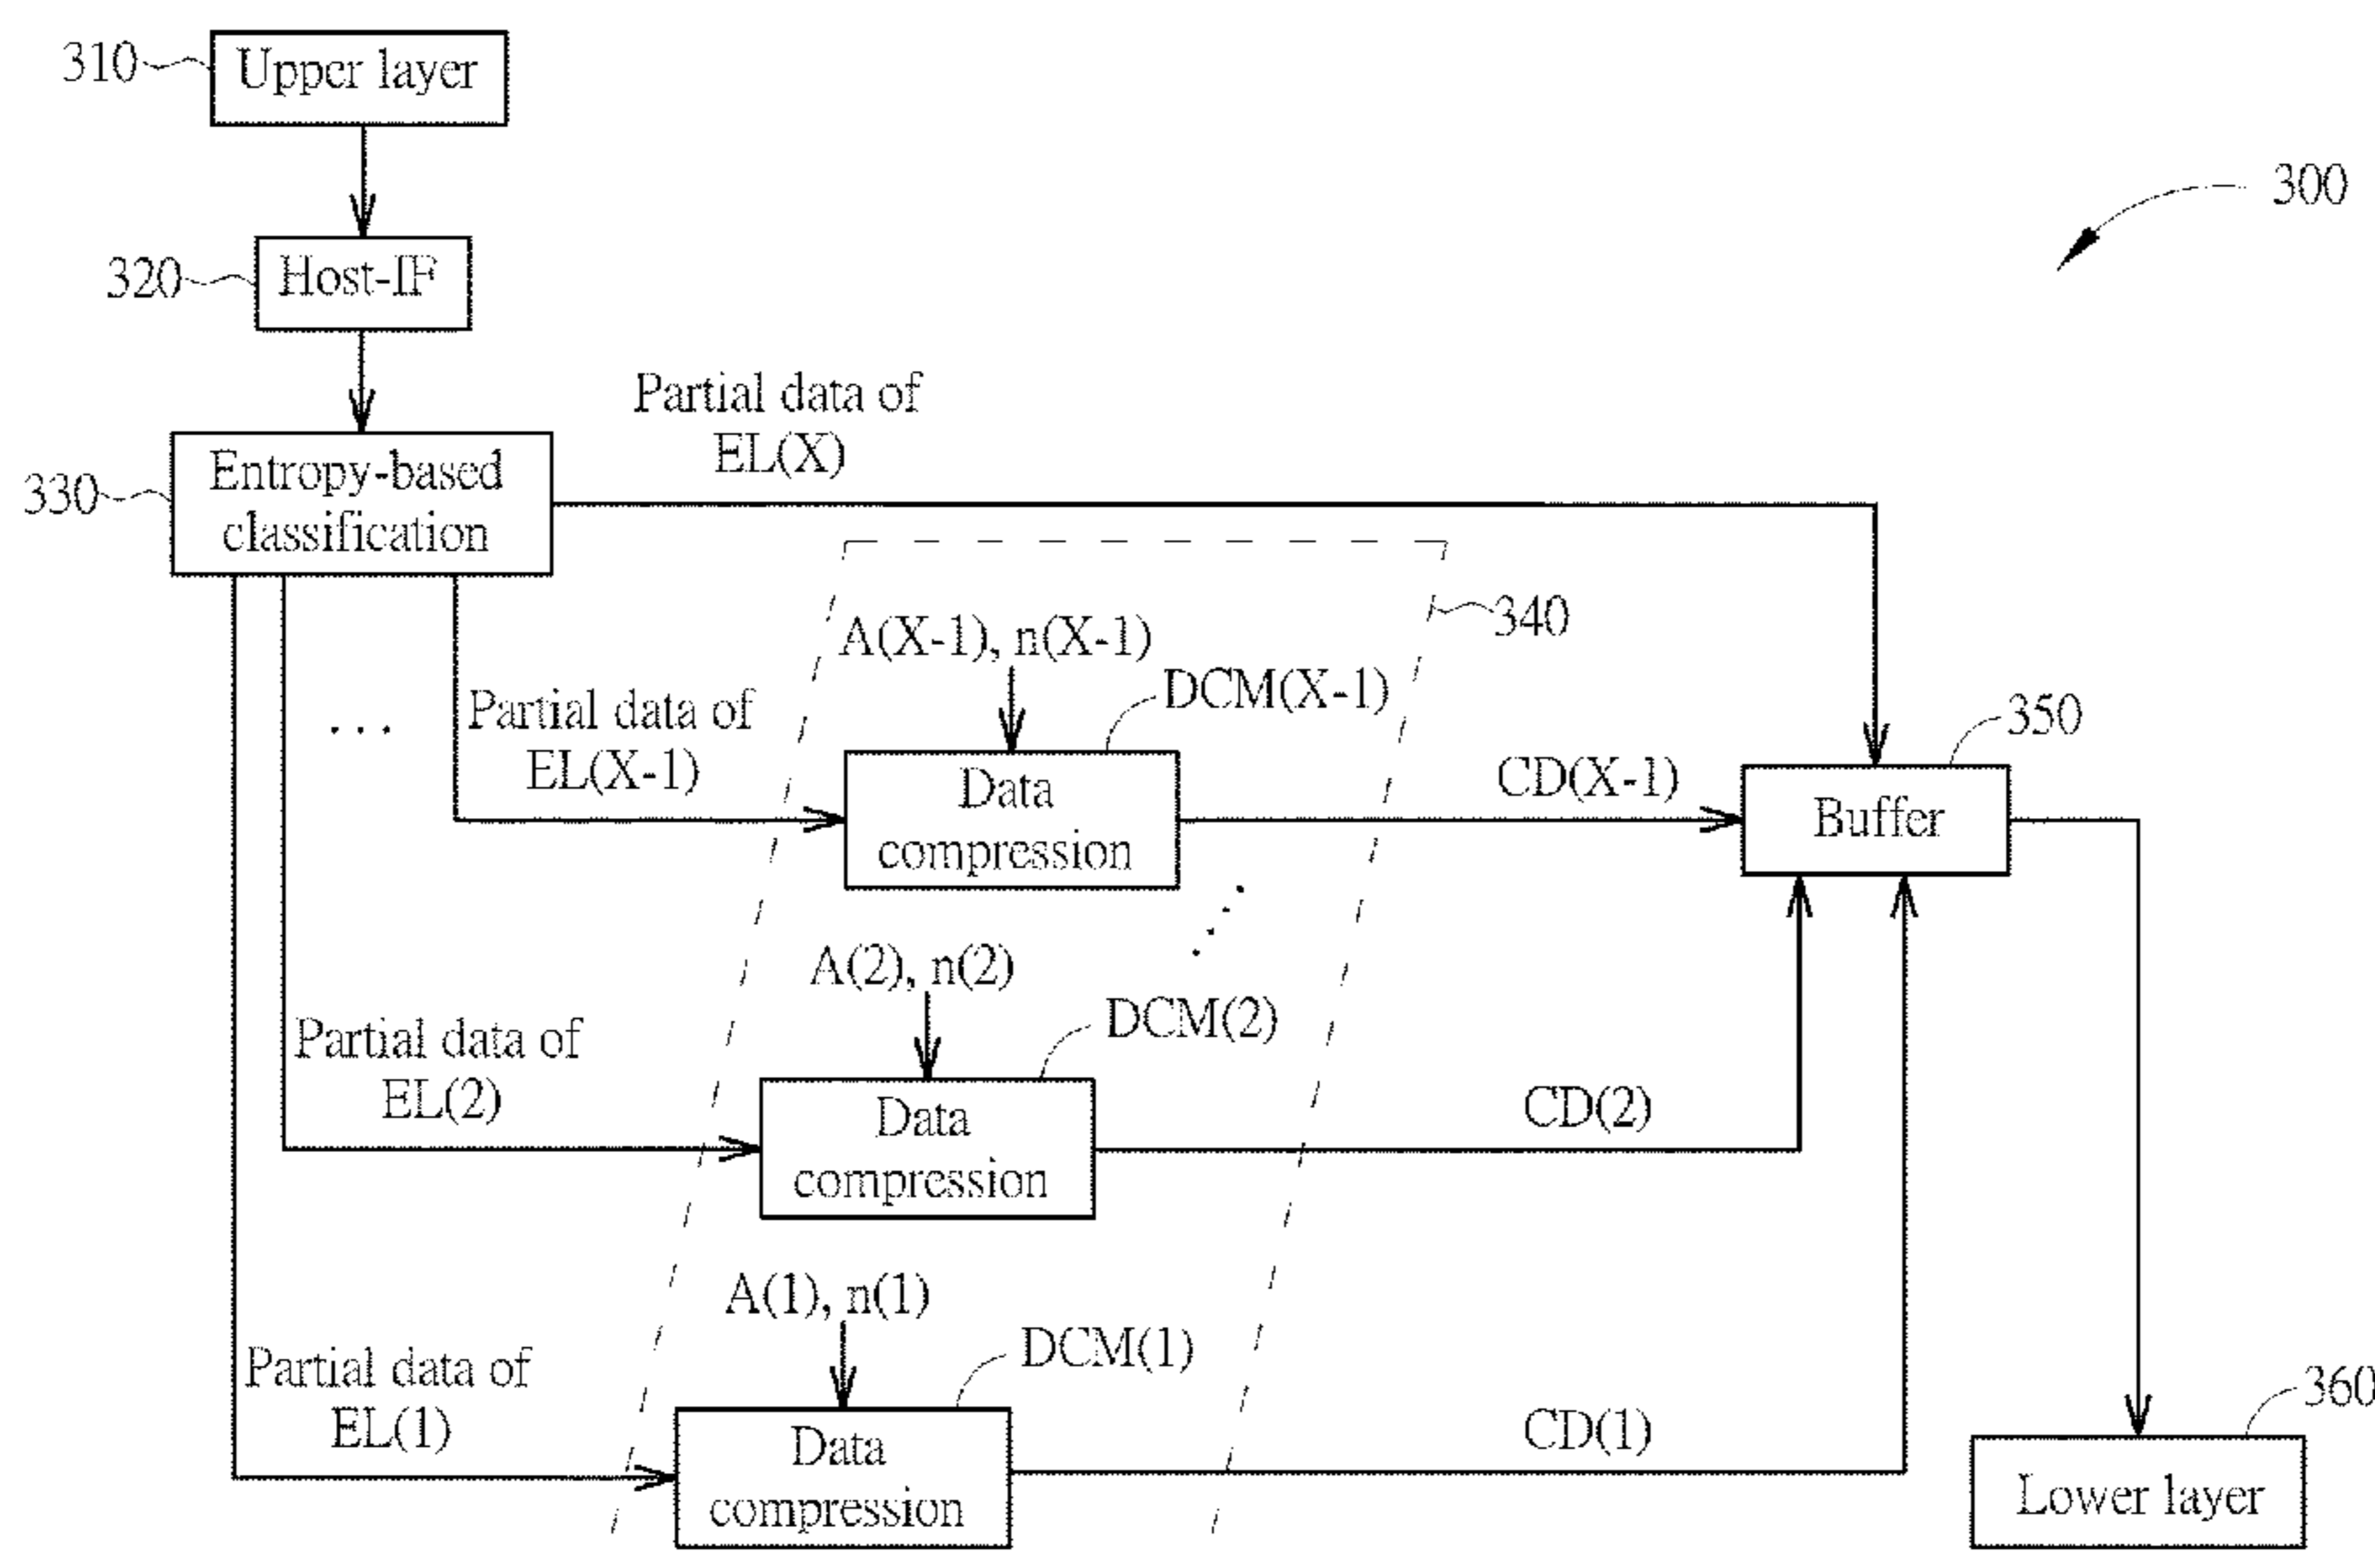 310
Upper layer
300
320
Host-IF
Partial data of
EL(X)
330
Entropy-based
classification
340
A(X-1), n(X-1)
DCM(X-1)
Partial data of
EL(X-1)
...
350
Data
compression
CD(X-1)
Buffer
A(2), n(2)
DCM(2)
Partial data of
EL(2)
Data
compression
CD(2)
A(1), n(1)
DCM(1)
Partial data of
EL(1)
Data
compression
CD(1)
360
Lower layer